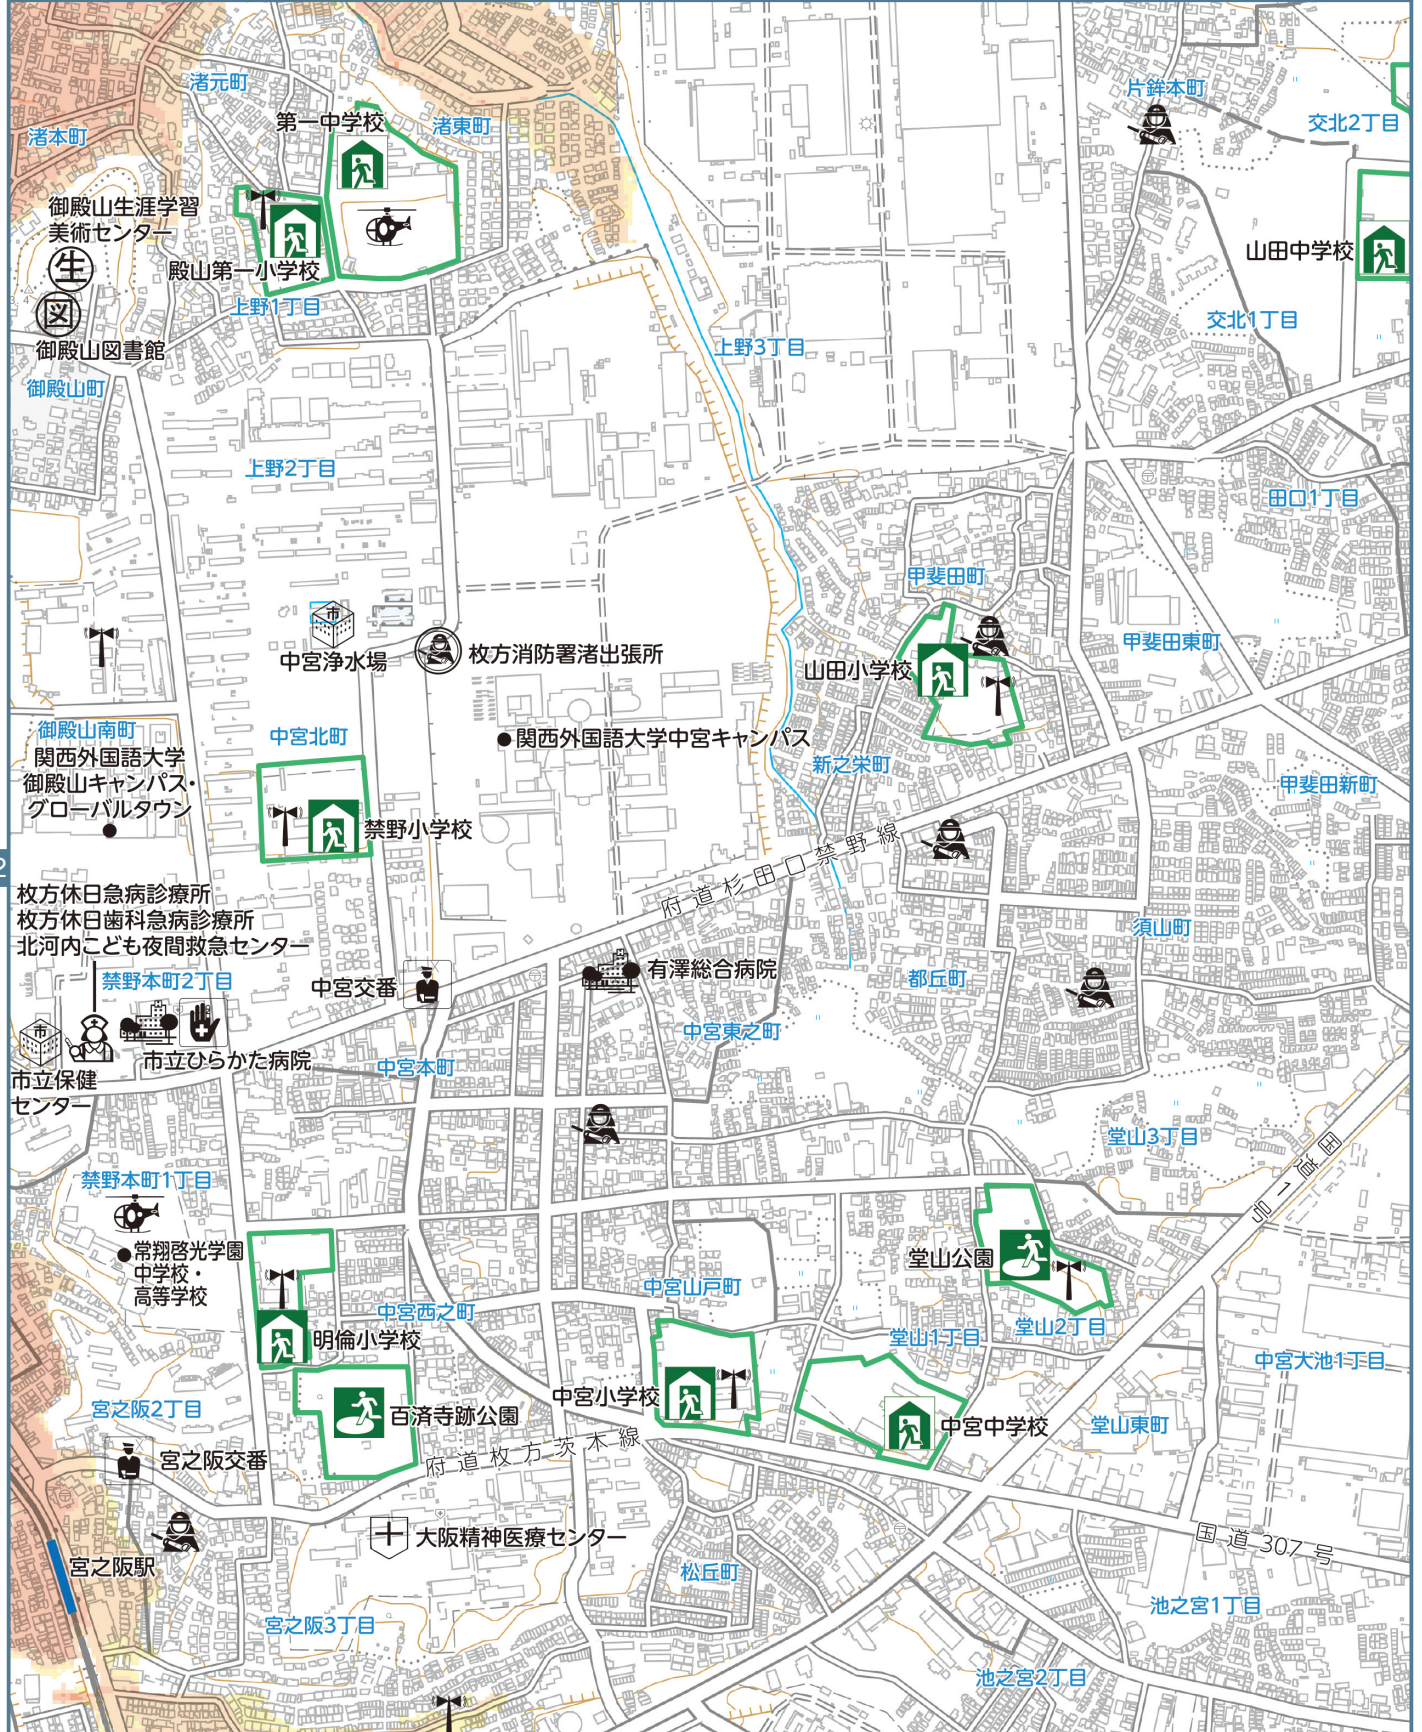 片鉾本町
渚元町
第一中学校
渚東町
交北2丁目
渚本町
御殿山生涯学習
美術センター
生
山田中学校
殿山第一小学校
図
上野1丁目
交北1丁目
御殿山図書館
上野3丁目
御殿山町
上野2丁目
田口1丁目
甲斐田町
市
中宮浄水場
枚方消防署渚出張所
甲斐田東町
山田小学校
御殿山南町
中宮北町
関西外国語大学中宮キャンパス
関西外国語大学
御殿山キャンパス・
グローバルタウン
新之栄町
甲斐田新町
禁野小学校
府道杉田口禁野線
2
枚方休日急病診療所
枚方休日歯科急病診療所
北河内こども夜間救急センター
須山町
禁野本町2丁目
中宮交番
有澤総合病院
都丘町
市
中宮東之町
市立ひらかた病院
中宮本町
市立保健
センター
堂山3丁目
国道1号
禁野本町1丁目
常翔啓光学園
中学校・
高等学校
堂山公園
中宮山戸町
中宮西之町
堂山2丁目
明倫小学校
堂山1丁目
中宮大池1丁目
中宮小学校
宮之阪2丁目
百済寺跡公園
中宮中学校
堂山東町
宮之阪交番
府道枚方茨木線
大阪精神医療センター
国道307号
宮之阪駅
松丘町
宮之阪3丁目
池之宮1丁目
池之宮2丁目